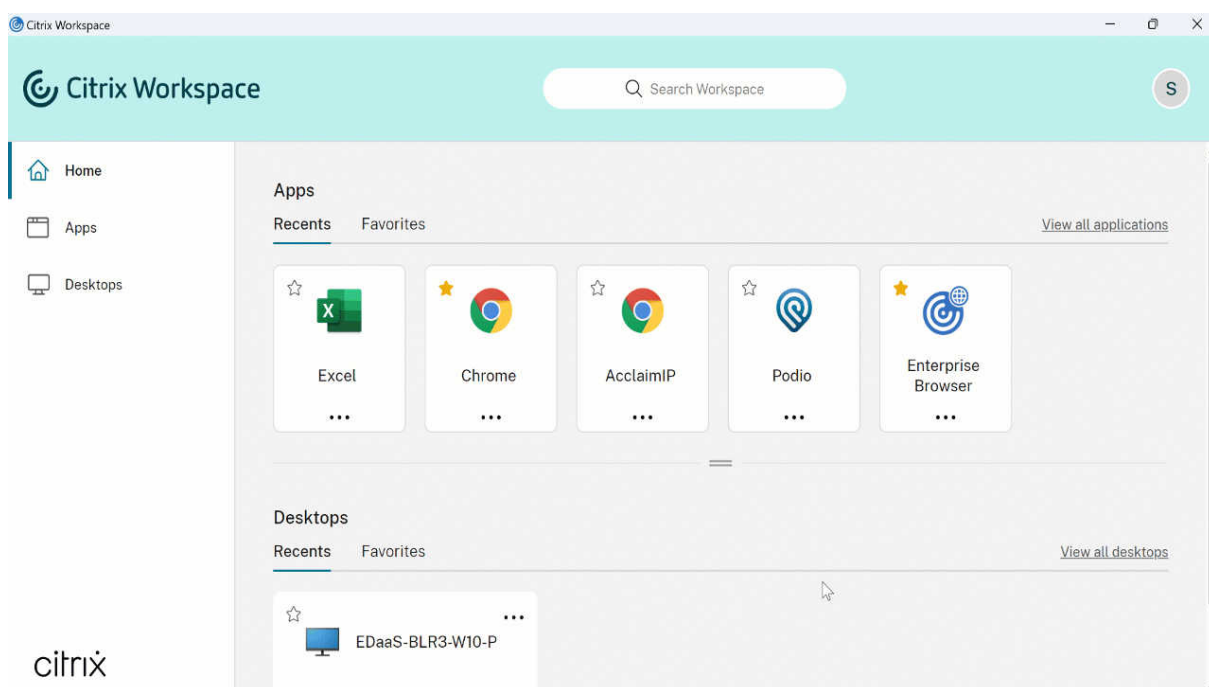 Citrix Workspace
Citrix Workspace
Search Workspace
S
Home
Apps
Desktops
Apps
Recents Favorites View all applications
X
Excel
Chrome
AcclaimIP
Podio
Enterprise
Browser
Desktops
Recents Favorites View all desktops
EDaaS-BLR3-W10-P
citrix